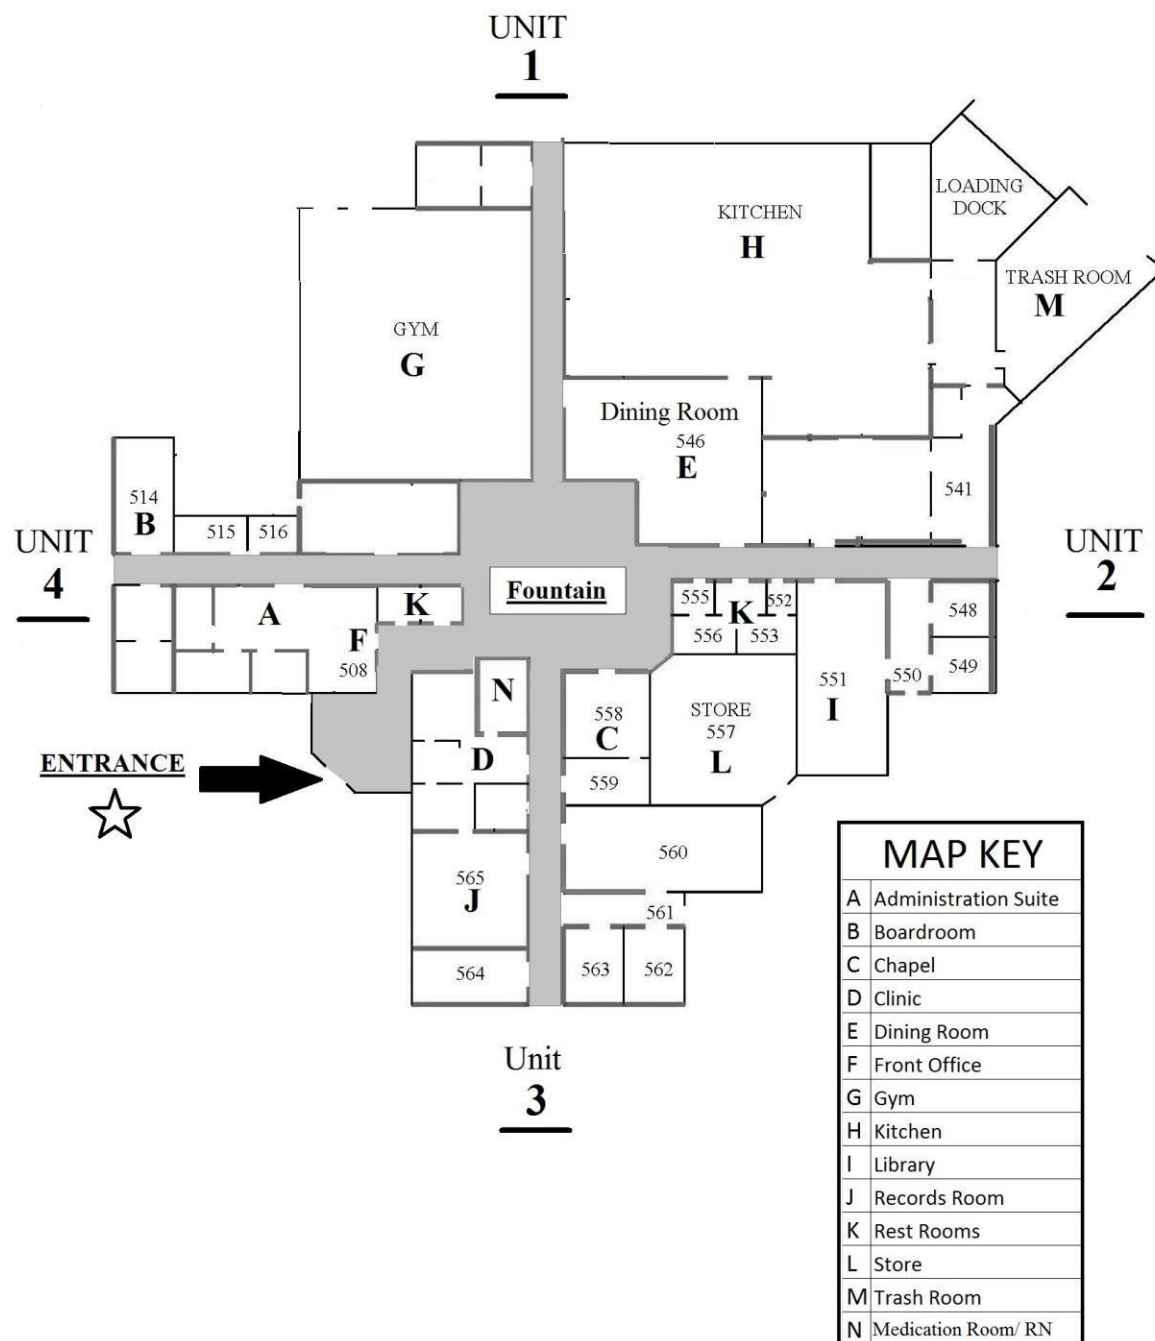 UNIT
1
LOADING
DOCK
KITCHEN
H
TRASH ROOM
M
GYM
G
Dining Room
546
E
541
514
B
515
516
UNIT
4
UNIT
2
Fountain
A
K
F
508
555
K
552
556
553
548
549
550
551
I
N
558
C
STORE
557
L
D
559
ENTRANCE
560
565
J
561
564
563
562
Unit
3
MAP KEY
A Administration Suite
B Boardroom
C Chapel
D Clinic
E Dining Room
F Front Office
G Gym
H Kitchen
I Library
J Records Room
K Rest Rooms
L Store
M Trash Room
N Medication Room/ RN